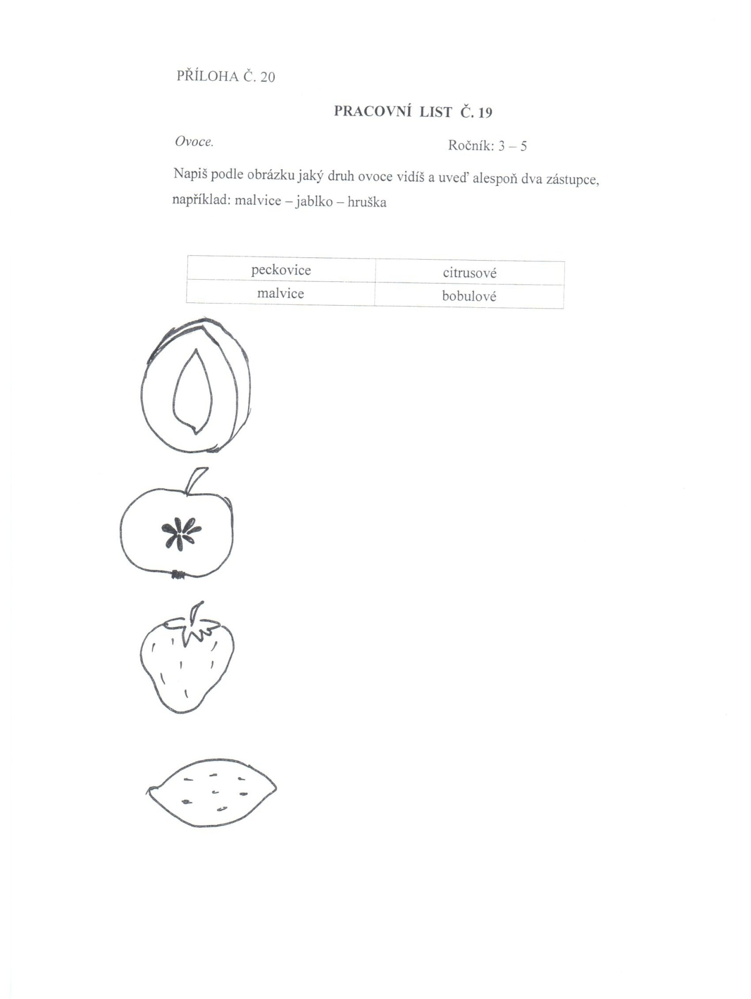 PŘÍLOHA Č. 20
PRACOVNÍ LIST Č. 19
Ovoce.
Ročník: 3 – 5
Napiš podle obrázku jaký druh ovoce vidíš a uveď alespoň dva zástupce,
například: malvice – jablko – hruška
peckovice
citrusové
malvice
bobulové